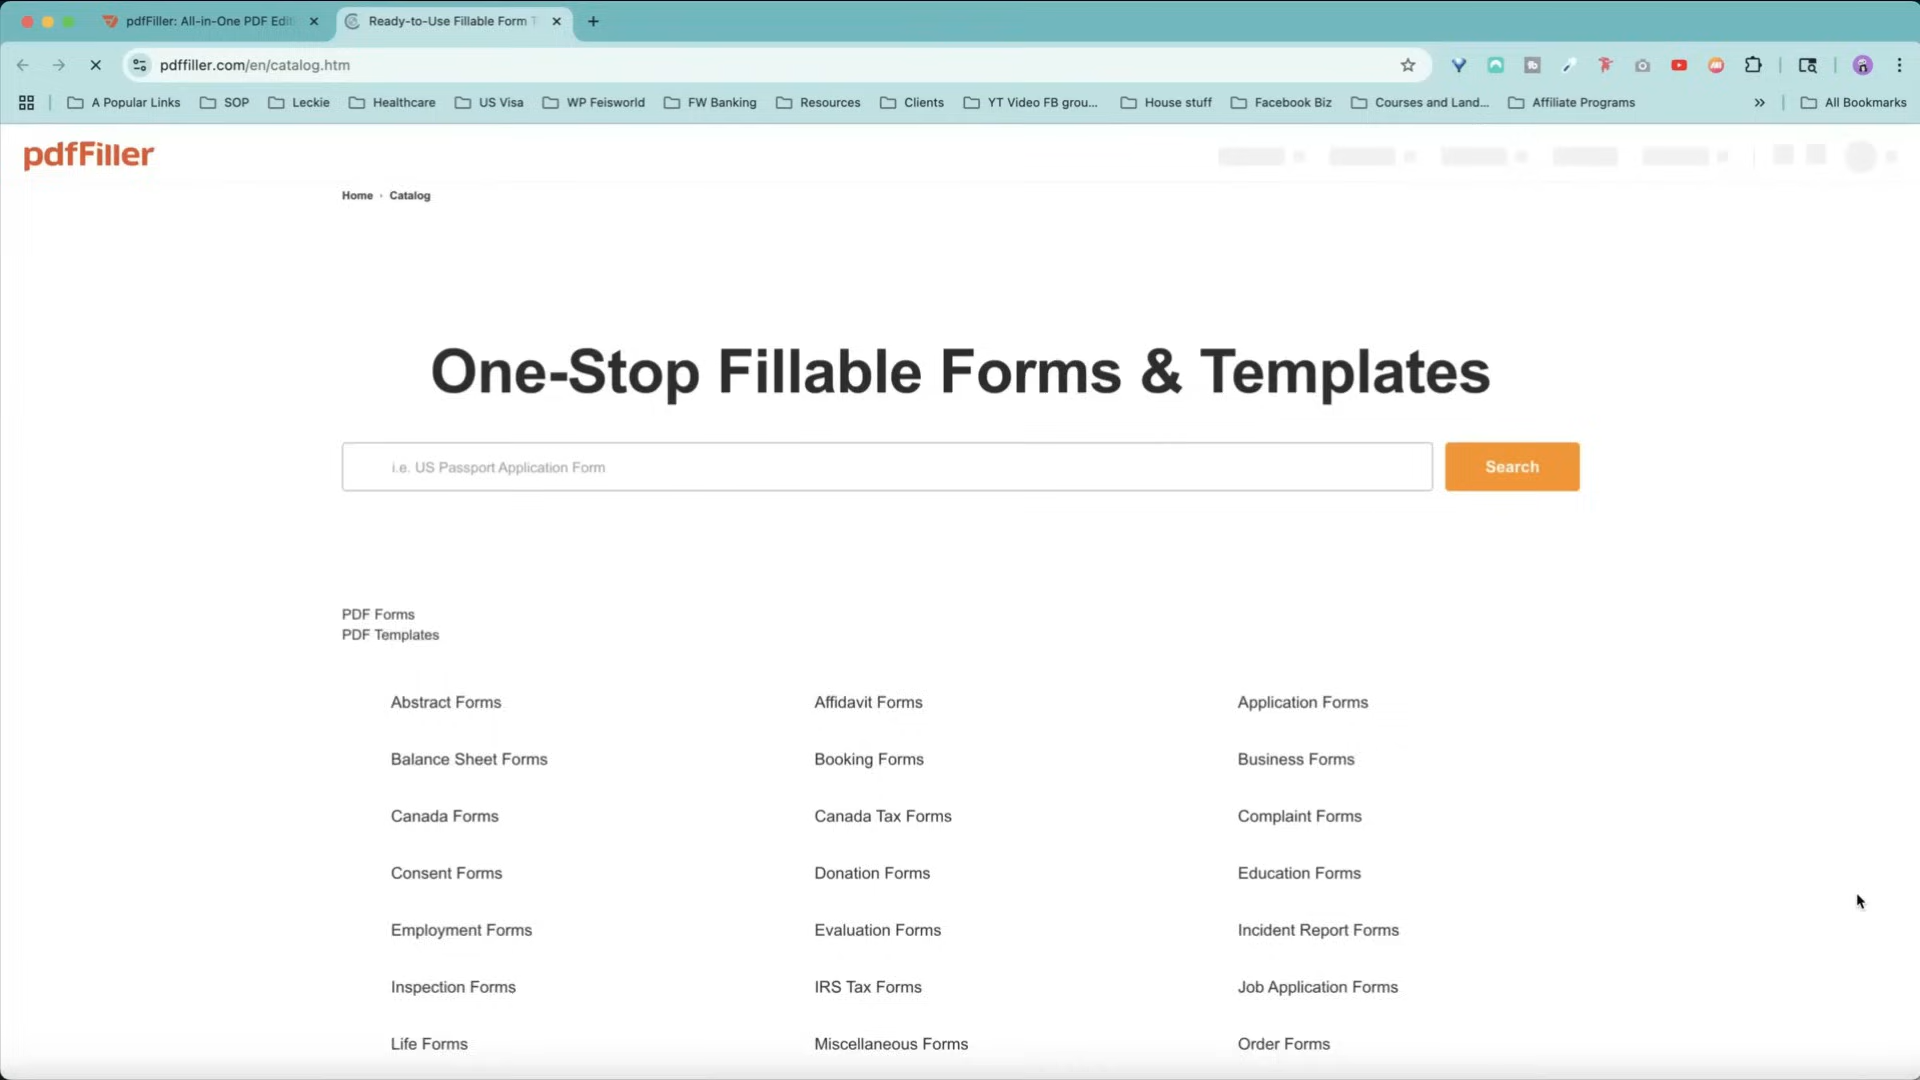 pdfFiller: All-in-One PDF Edit
Ready-to-Use Fillable Form T
pdffiller.com/en/catalog.htm
A Popular Links SOP Leckie Healthcare US Visa WP Feisworld FW Banking Resources Clients YT Video FB grou... House stuff Facebook Biz Courses and Land... Affiliate Programs » All Bookmarks
pdfFiller
Home · Catalog
One-Stop Fillable Forms & Templates
i.e. US Passport Application Form
Search
PDF Forms
PDF Templates
Abstract Forms Affidavit Forms Application Forms
Balance Sheet Forms Booking Forms Business Forms
Canada Forms Canada Tax Forms Complaint Forms
Consent Forms Donation Forms Education Forms
Employment Forms Evaluation Forms Incident Report Forms
Inspection Forms IRS Tax Forms Job Application Forms
Life Forms Miscellaneous Forms Order Forms